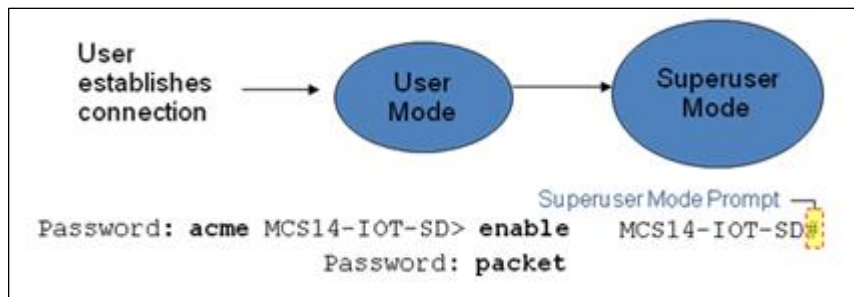 User
establishes
connection
User
Mode
Superuser
Mode
Superuser Mode Prompt
Password: acme MCS14-IOT-SD> enable MCS14-IOT-SD#
Password: packet